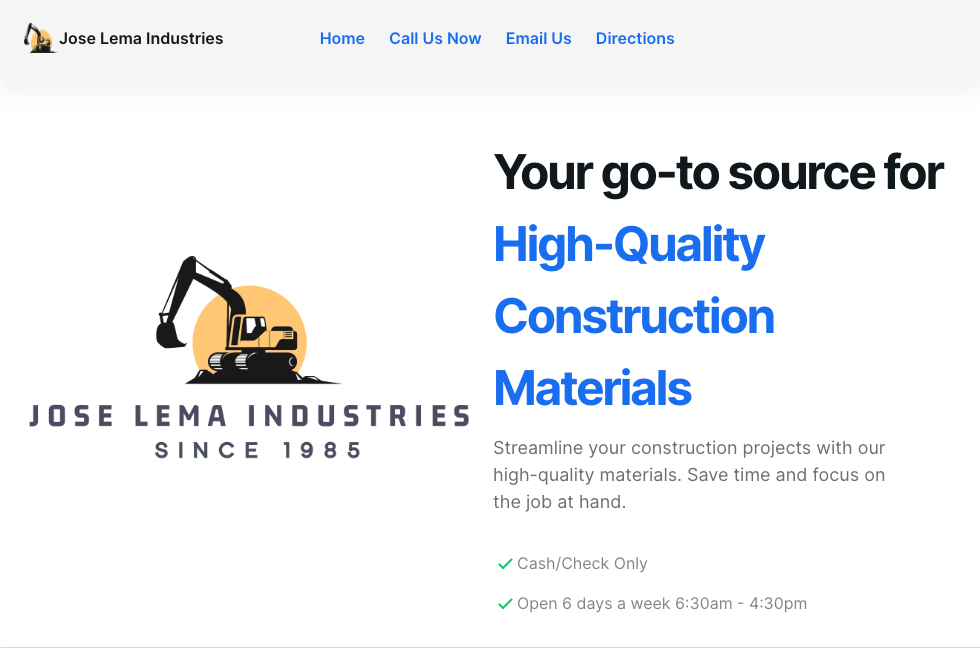 Jose Lema Industries
Home
Call Us Now
Email Us
Directions
JOSE LEMA INDUSTRIES
SINCE 1985
Your go-to source for
High-Quality
Construction
Materials
Streamline your construction projects with our
high-quality materials. Save time and focus on
the job at hand.
Cash/Check Only
Open 6 days a week 6:30am - 4:30pm